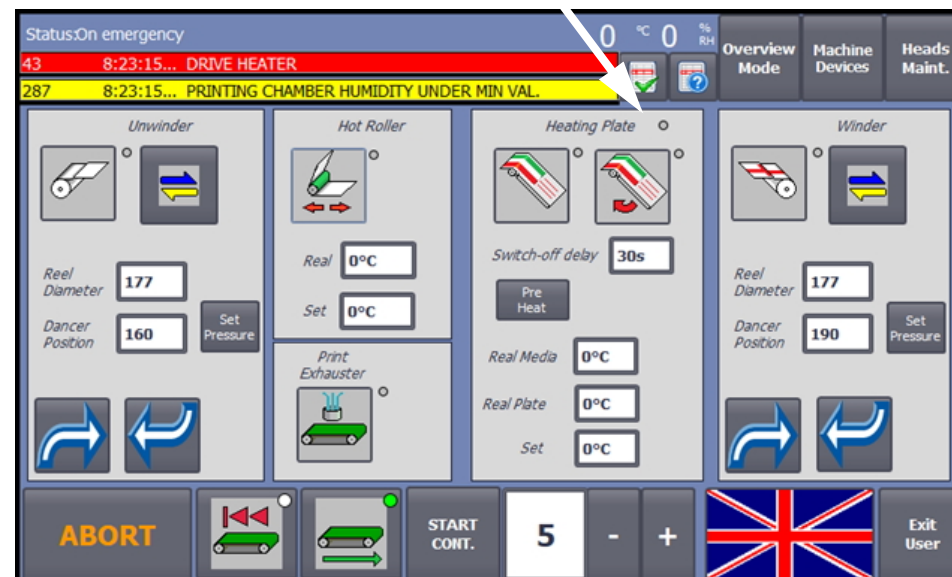 Status:On emergency
0 °C 0 % RH
43 8:23:15... DRIVE HEATER
287 8:23:15... PRINTING CHAMBER HUMIDITY UNDER MIN VAL.
Overview
Mode
Machine
Devices
Heads
Maint.
Unwinder
Reel
Diameter
177
Dancer
Position
160
Set
Pressure
Hot Roller
Real 0°C
Set 0°C
Print
Exhauster
Heating Plate
Switch-off delay 30s
Pre
Heat
Real Media 0°C
Real Plate 0°C
Set 0°C
Winder
Reel
Diameter
177
Dancer
Position
190
Set
Pressure
ABORT
START
CONT.
5
-
+
Exit
User